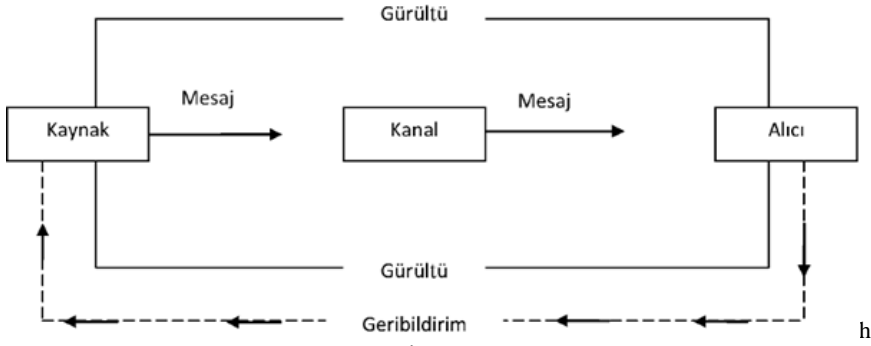 Gürültü
Mesaj
Mesaj
Kaynak
Kanal
Alıcı
Gürültü
Geribildirim
h